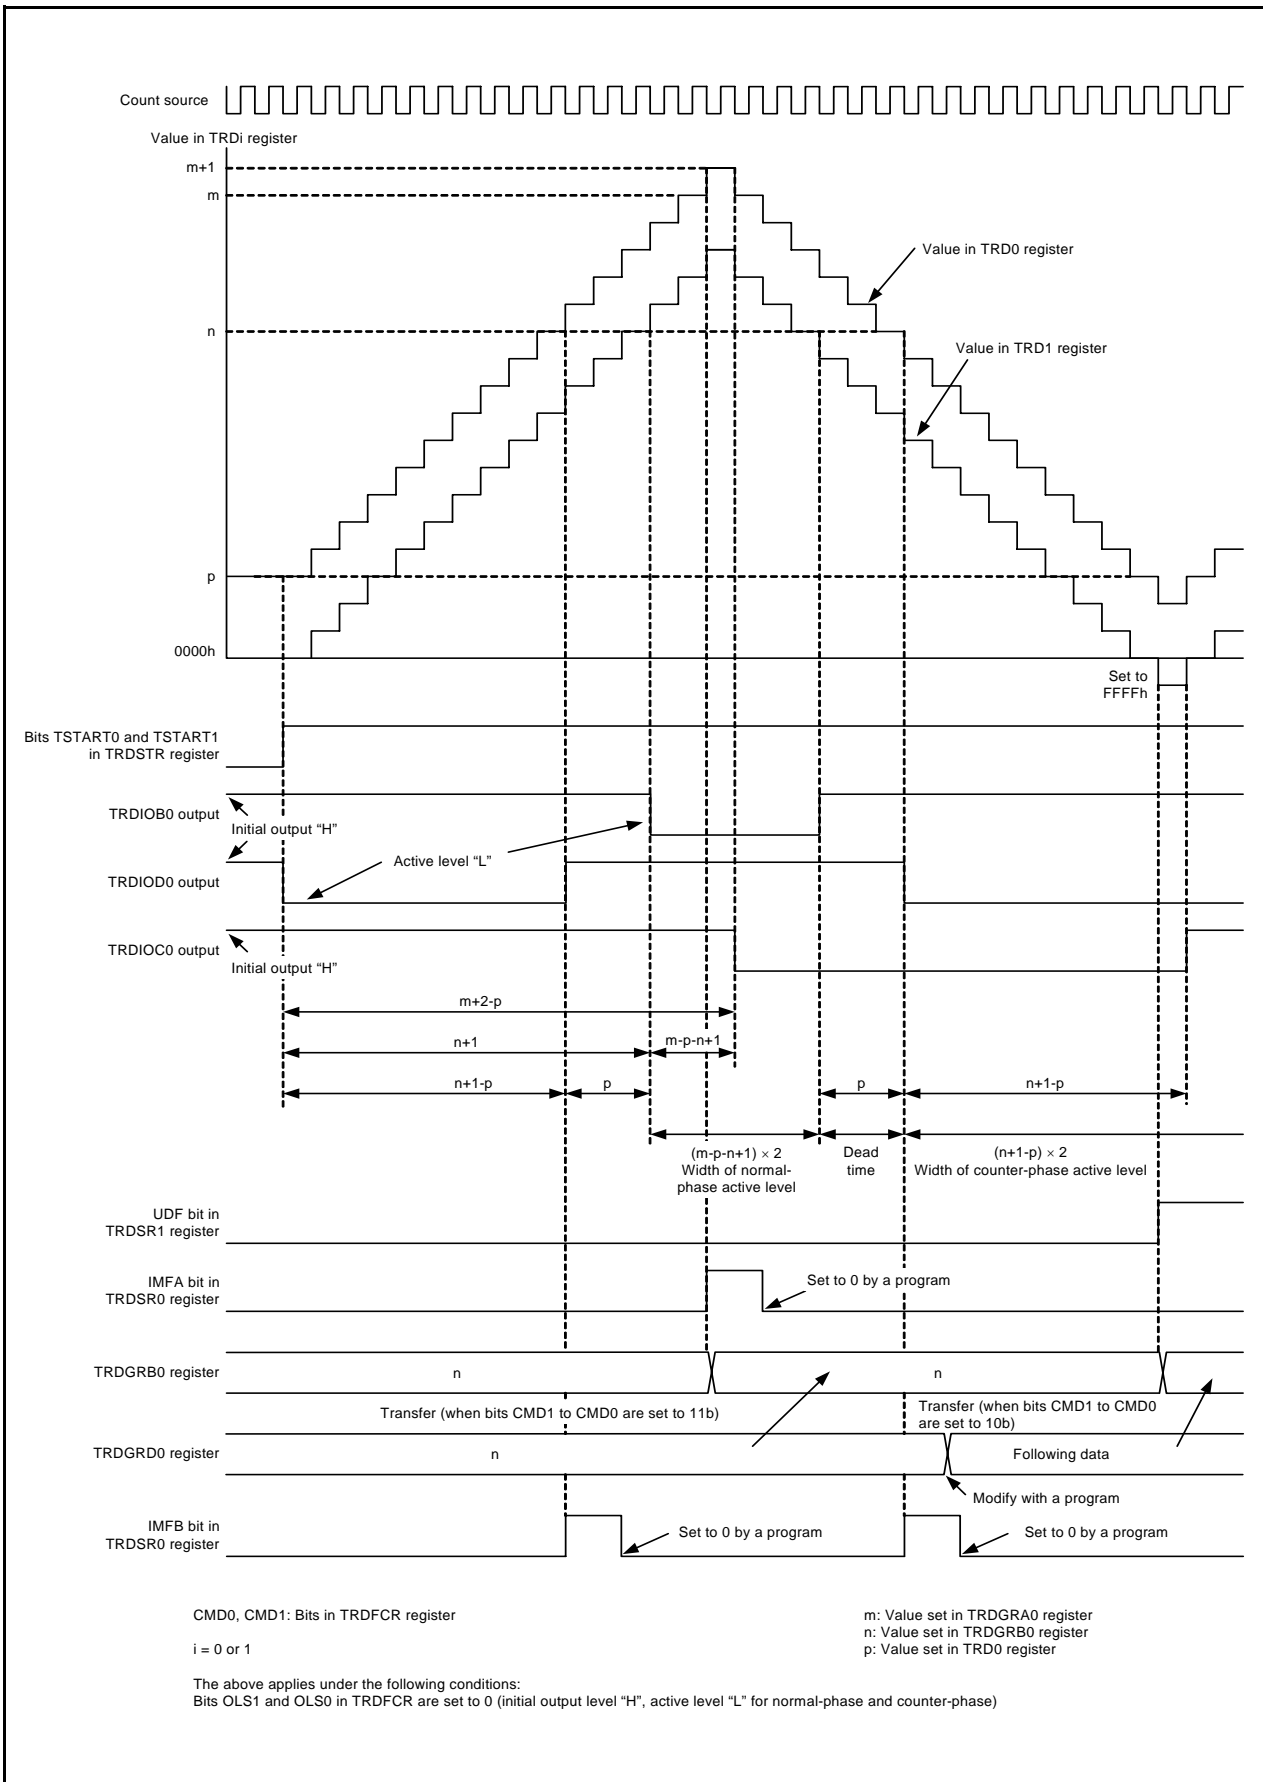 Count source
Value in TRDi register
m+1
m
Value in TRD0 register
n
Value in TRD1 register
p
0000h
Set to
FFFFh
Bits TSTART0 and TSTART1
in TRDSTR register
TRDIOB0 output
Initial output “H”
Active level “L”
TRDIOD0 output
TRDIOC0 output
Initial output “H”
m+2-p
n+1
m-p-n+1
n+1-p
p
p
n+1-p
(m-p-n+1) × 2
Width of normal-
phase active level
Dead
time
(n+1-p) × 2
Width of counter-phase active level
UDF bit in
TRDSR1 register
IMFA bit in
TRDSR0 register
Set to 0 by a program
TRDGRB0 register
n
n
Transfer (when bits CMD1 to CMD0 are set to 11b)
Transfer (when bits CMD1 to CMD0
are set to 10b)
TRDGRD0 register
n
Following data
Modify with a program
IMFB bit in
TRDSR0 register
Set to 0 by a program
Set to 0 by a program
CMD0, CMD1: Bits in TRDFCR register
i = 0 or 1
m: Value set in TRDGRA0 register
n: Value set in TRDGRB0 register
p: Value set in TRD0 register
The above applies under the following conditions:
Bits OLS1 and OLS0 in TRDFCR are set to 0 (initial output level “H”, active level “L” for normal-phase and counter-phase)